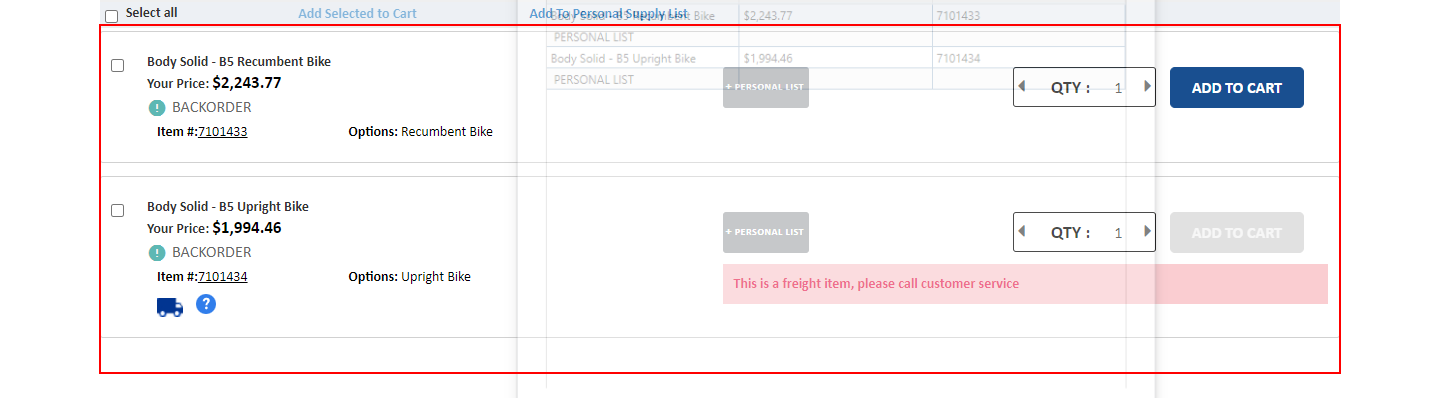 Select all Add Selected to Cart Add To Personal Supply List
Body Solid - B5 Recumbent Bike $2,243.77 7101433
PERSONAL LIST
Body Solid - B5 Upright Bike $1,994.46 7101434
PERSONAL LIST
Body Solid - B5 Recumbent Bike
Your Price: $2,243.77
+ PERSONAL LIST QTY : 1 ADD TO CART
! BACKORDER
Item #:7101433 Options: Recumbent Bike
Body Solid - B5 Upright Bike
Your Price: $1,994.46
+ PERSONAL LIST QTY : 1 ADD TO CART
! BACKORDER
Item #:7101434 Options: Upright Bike
This is a freight item, please call customer service
?